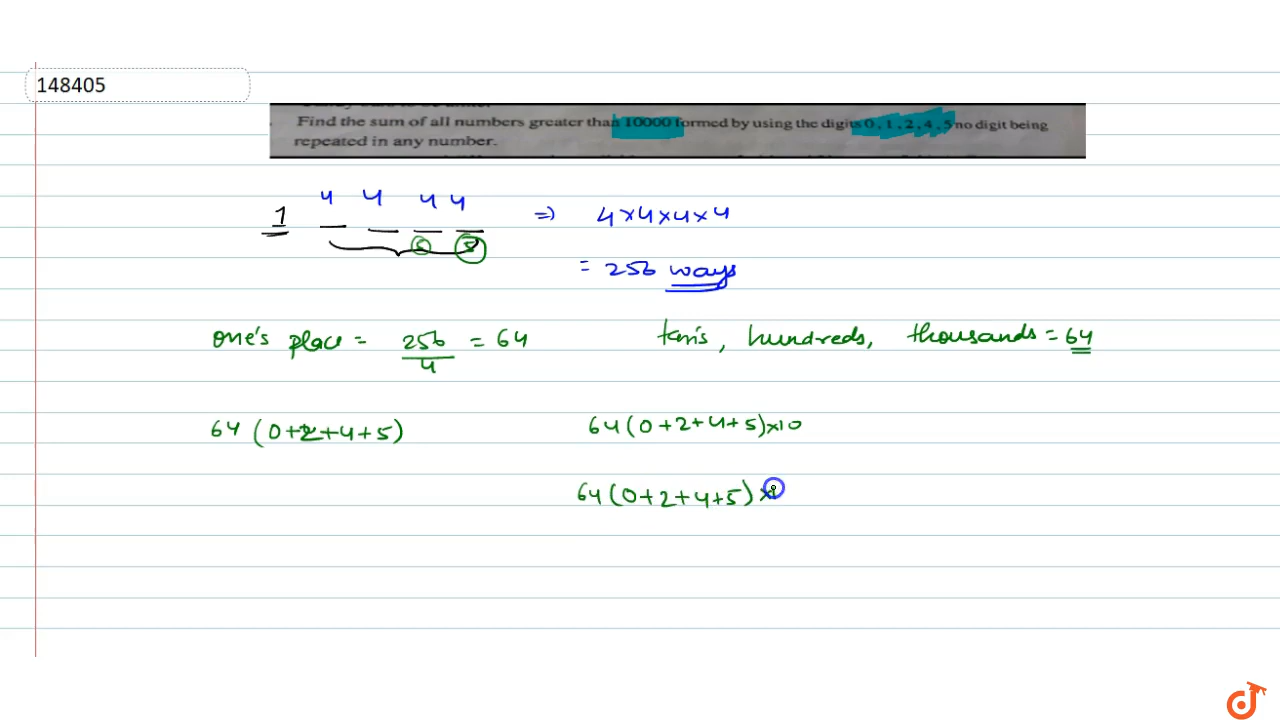 148405
Find the sum of all numbers greater than 10000 formed by using the digits 0, 1, 2, 4, 5 no digit being
repeated in any number.
4 4 4 4
1 _ _ _ _ ⇒ 4×4×4×4
5 5
= 256 ways
one's place = 256/4 = 64 ten's, hundreds, thousands = 64
64 (0+2+4+5) 64 (0+2+4+5)×10
64 (0+2+4+5) ×